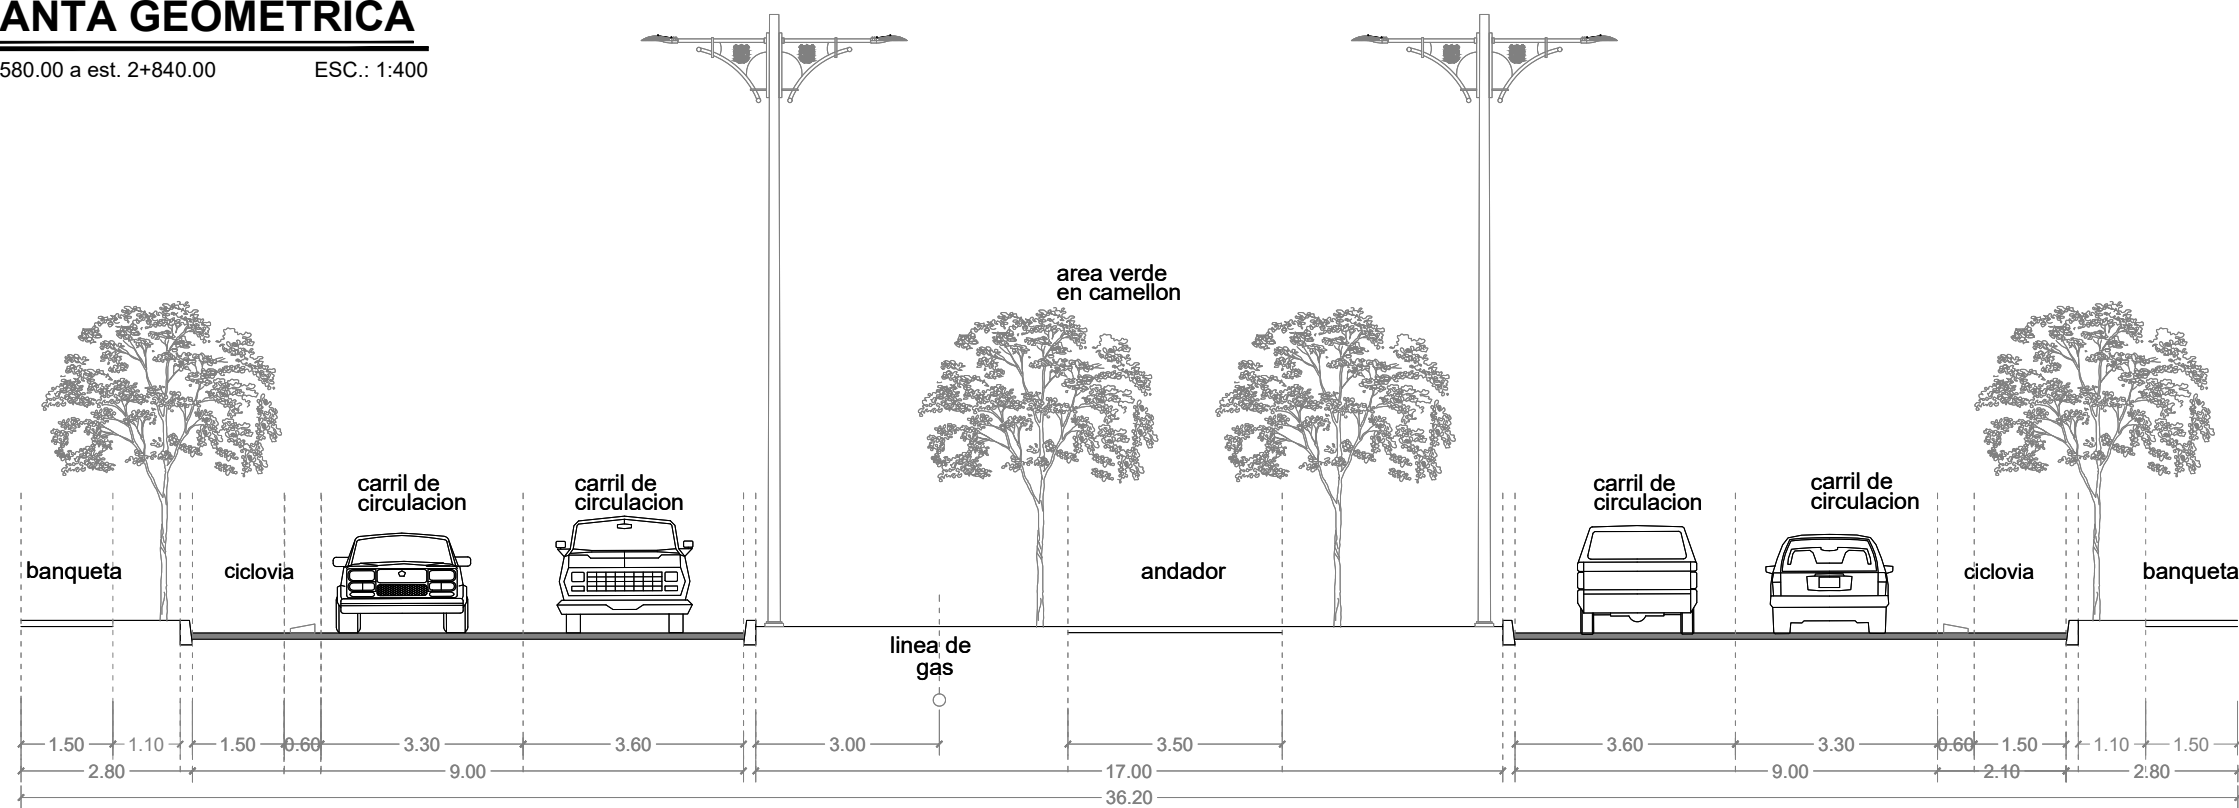 ANTA GEOMETRICA
580.00 a est. 2+840.00 ESC.: 1:400
area verde
en camellon
carril de
circulacion
carril de
circulacion
carril de
circulacion
carril de
circulacion
banqueta
ciclovia
andador
ciclovia
banqueta
linea de
gas
1.50 1.10 1.50 0.60 3.30 3.60 3.00 3.50 3.60 3.30 0.60 1.50 1.10 1.50
2.80 9.00 17.00 9.00 2.10 2.80
36.20